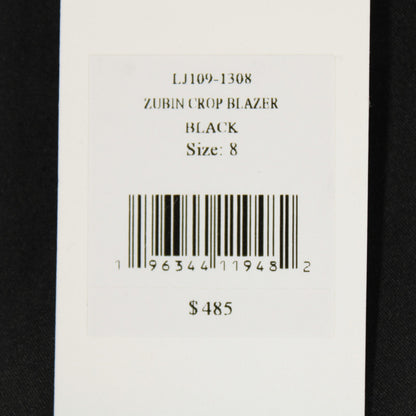 LJ109-1308
ZUBIN CROP BLAZER
BLACK
Size: 8
1 96344 11948 2
$485